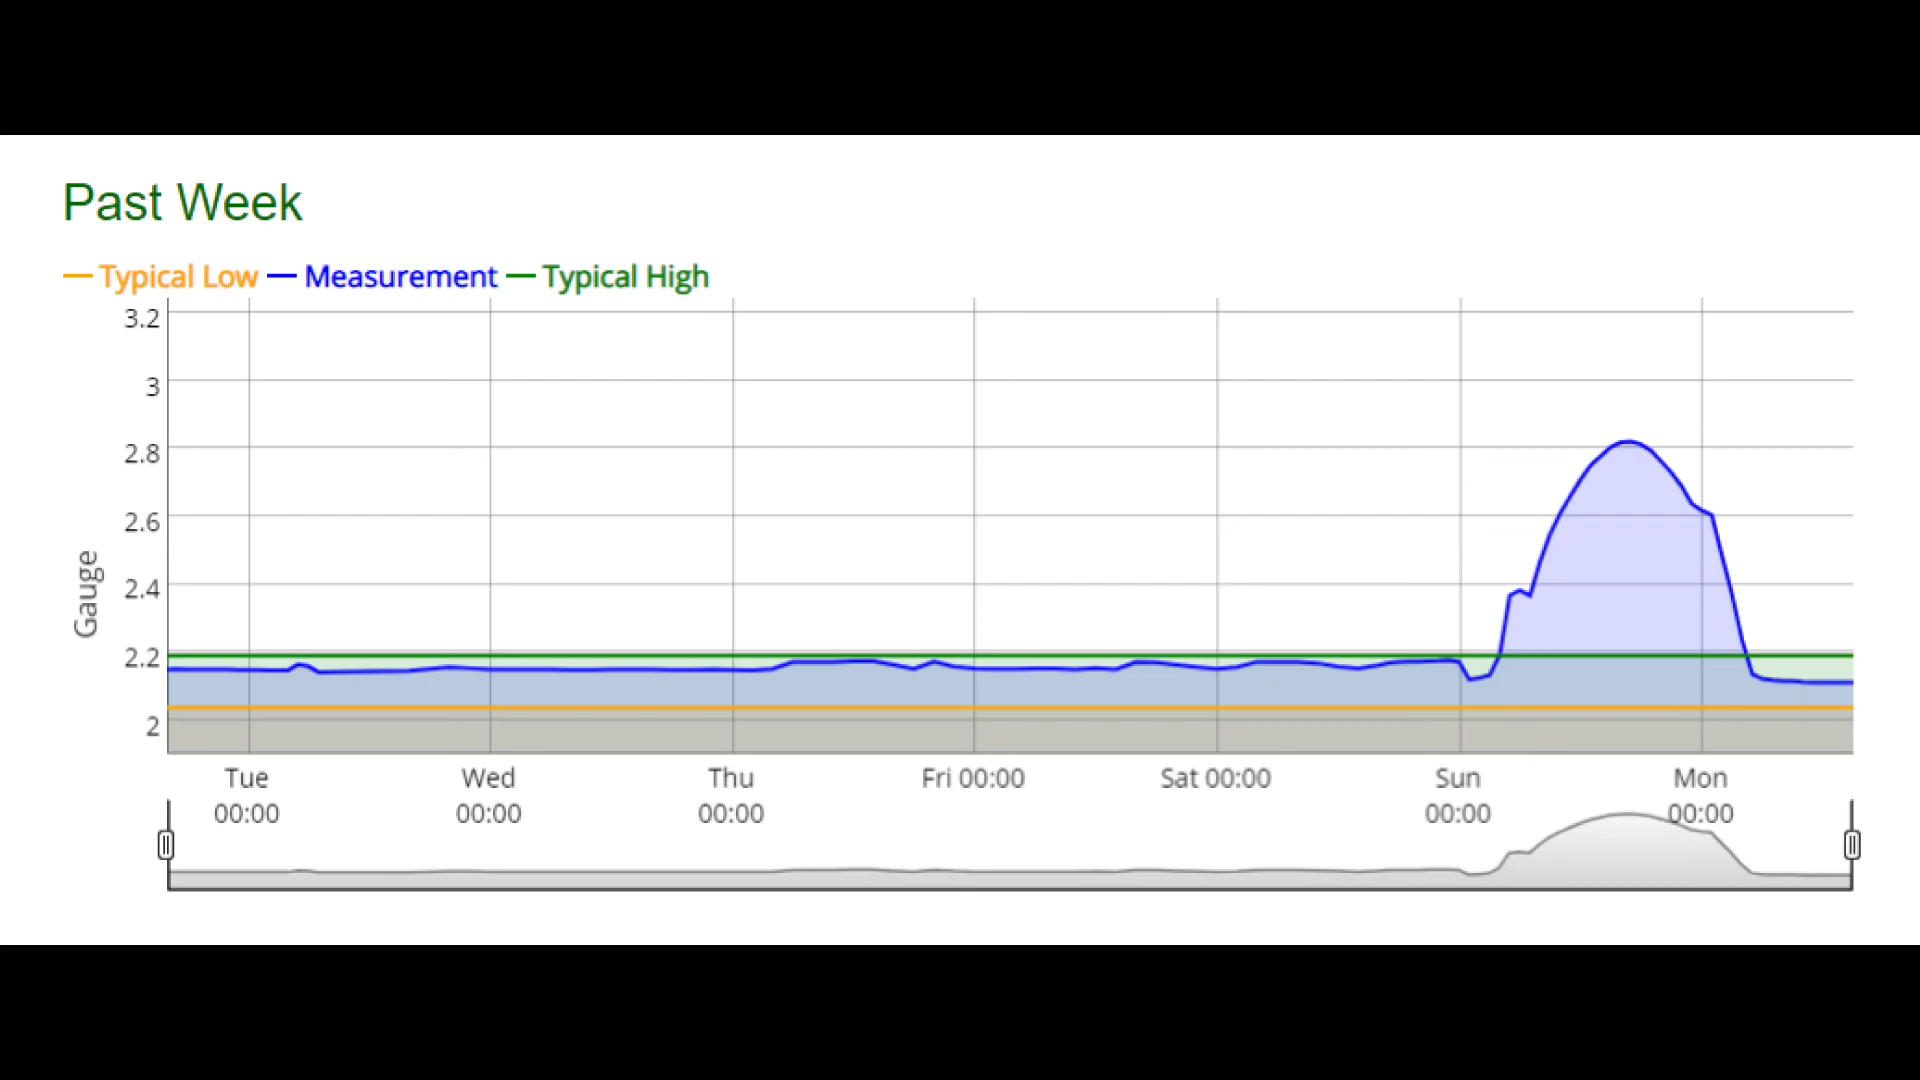 Past Week
Typical Low Measurement Typical High
3.2
3
2.8
2.6
2.4
2.2
2
Gauge
Tue Wed Thu Fri 00:00 Sat 00:00 Sun Mon
00:00 00:00 00:00 00:00 00:00